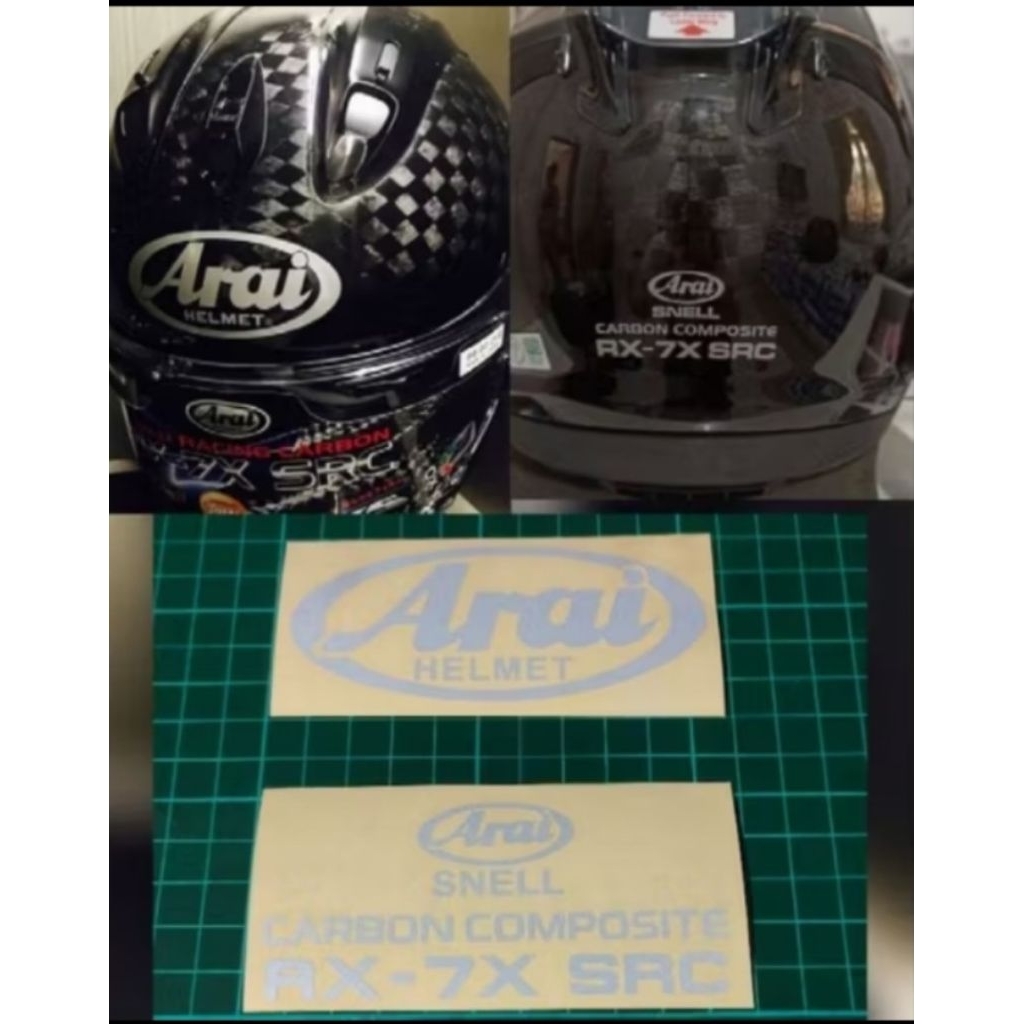 Arai
HELMET
Arai
RACING CARBON
SRC
Arai
SNELL
CARBON COMPOSITE
RX-7X SRC
Arai
HELMET
Arai
SNELL
CARBON COMPOSITE
RX-7X SRC